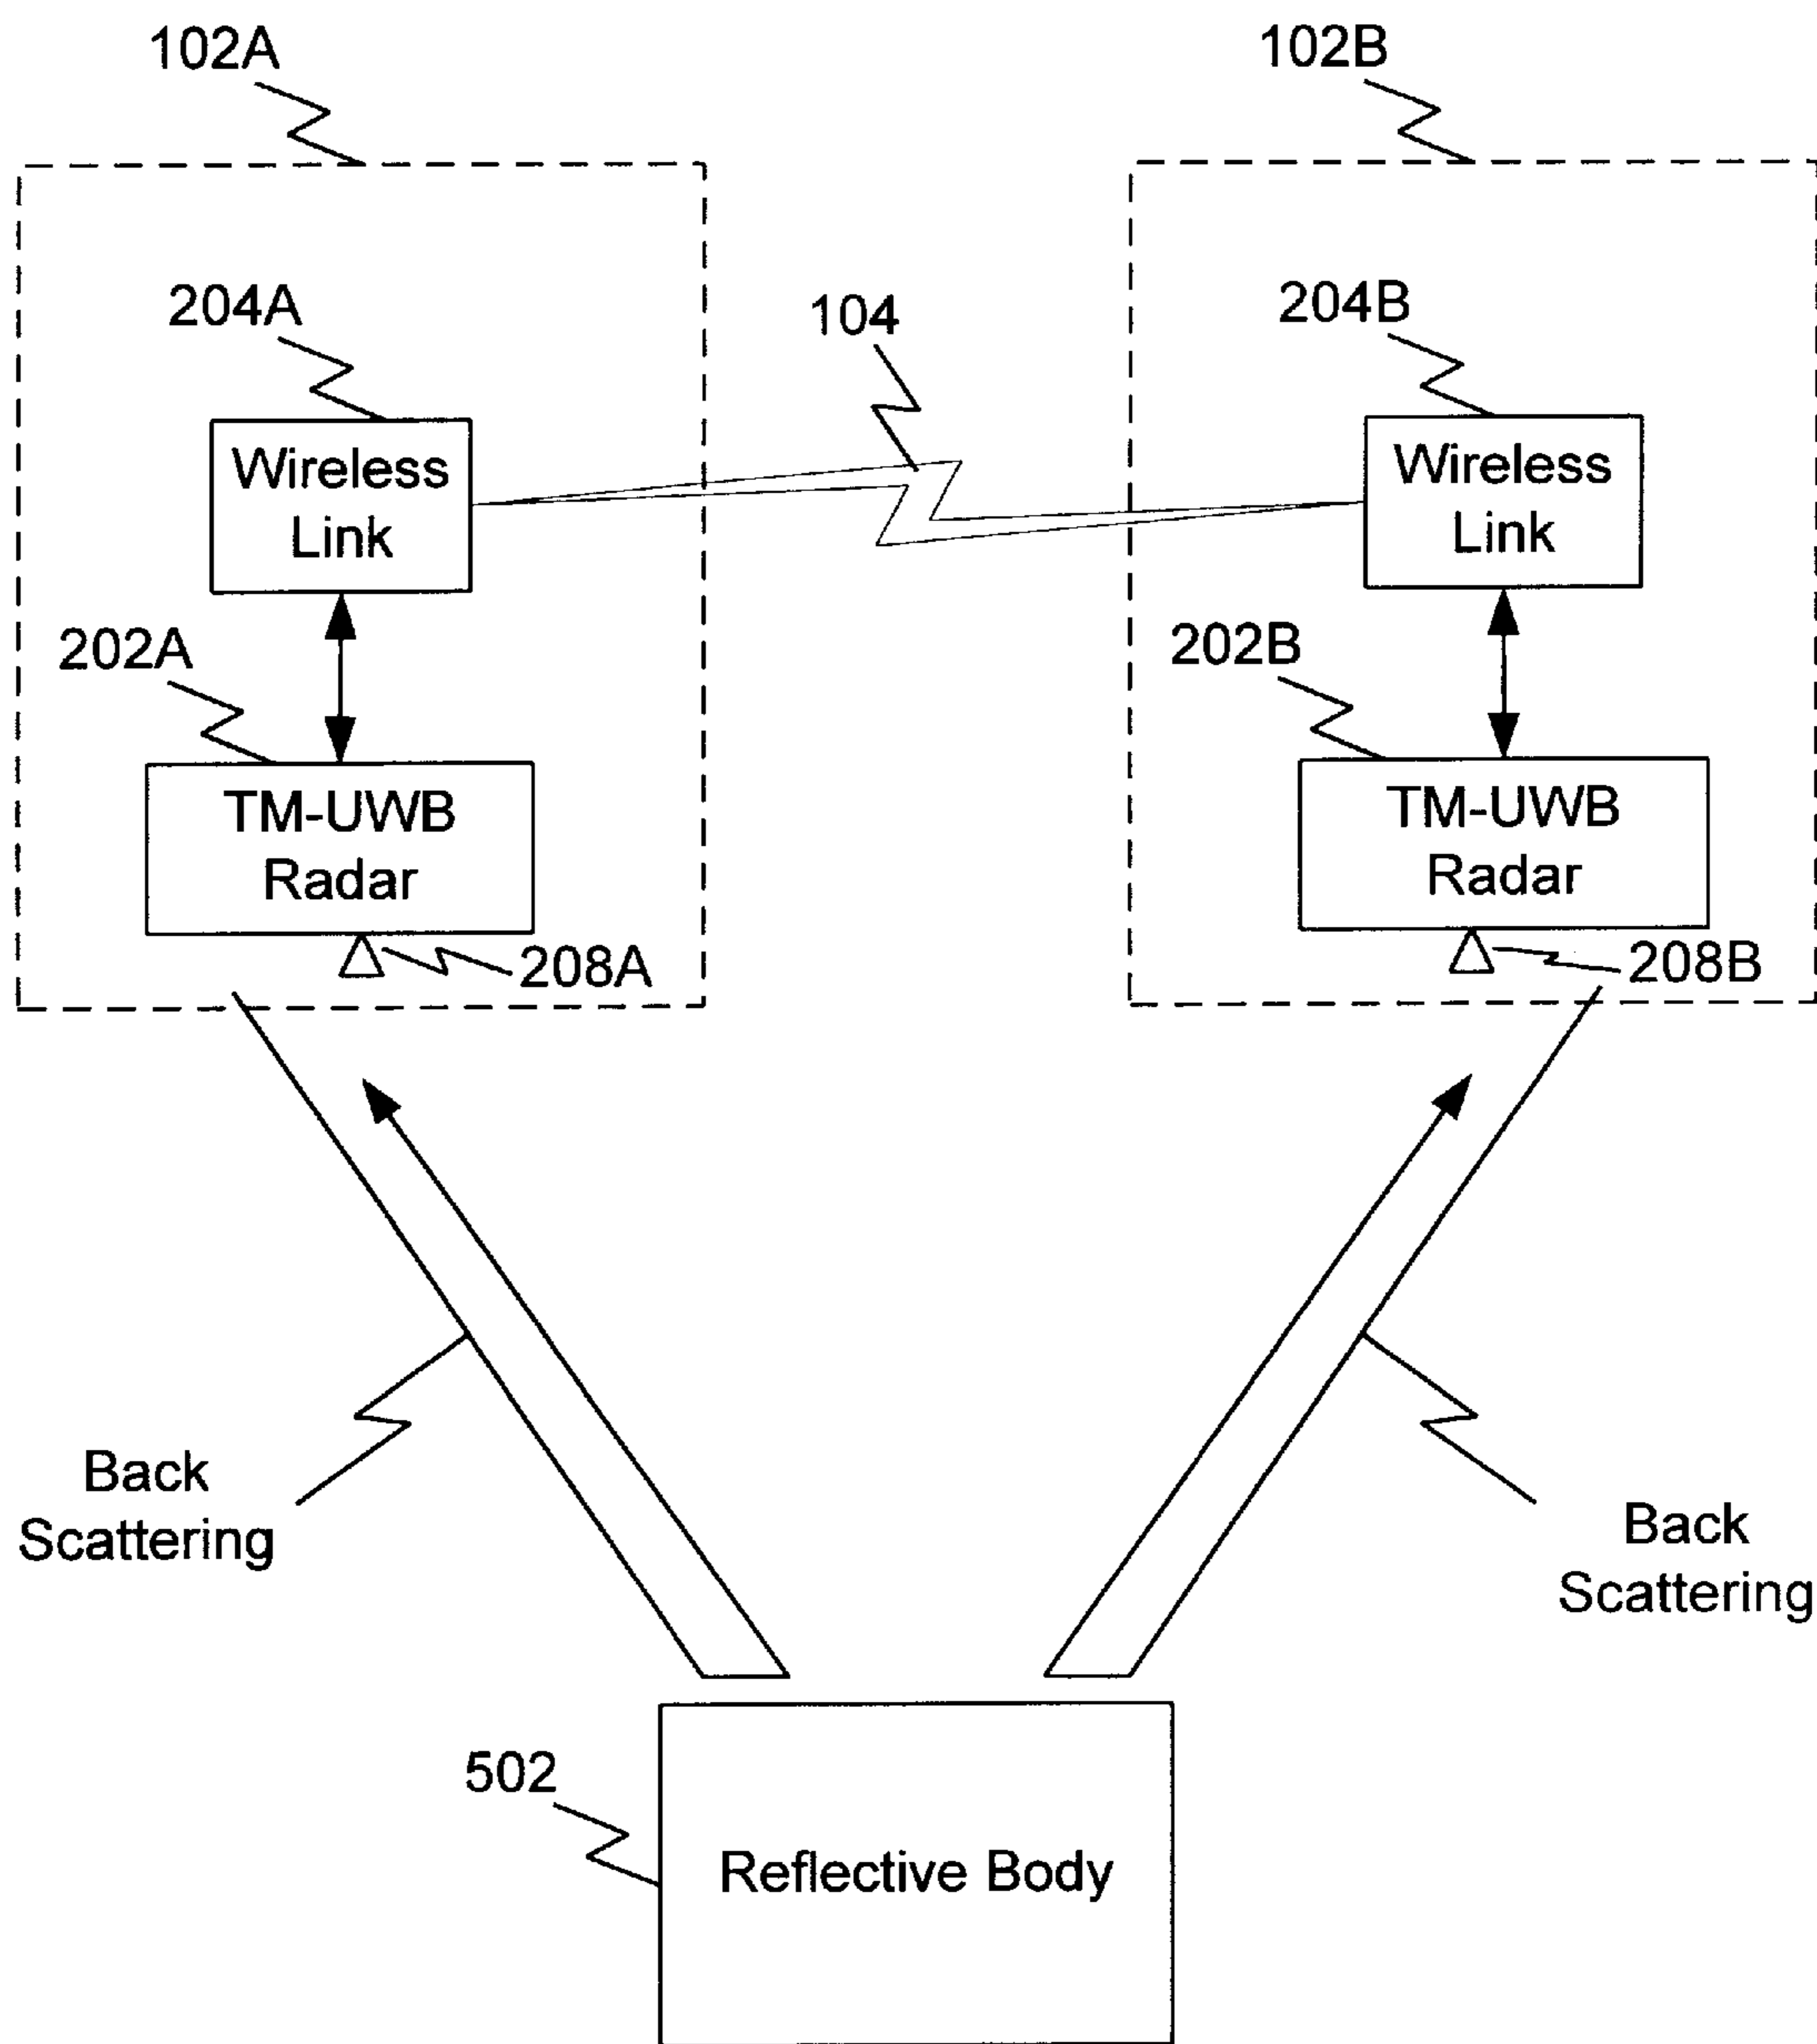 102A
102B
204A
104
204B
Wireless
Link
Wireless
Link
202A
202B
TM-UWB
Radar
TM-UWB
Radar
208A
208B
Back
Scattering
Back
Scattering
502
Reflective Body